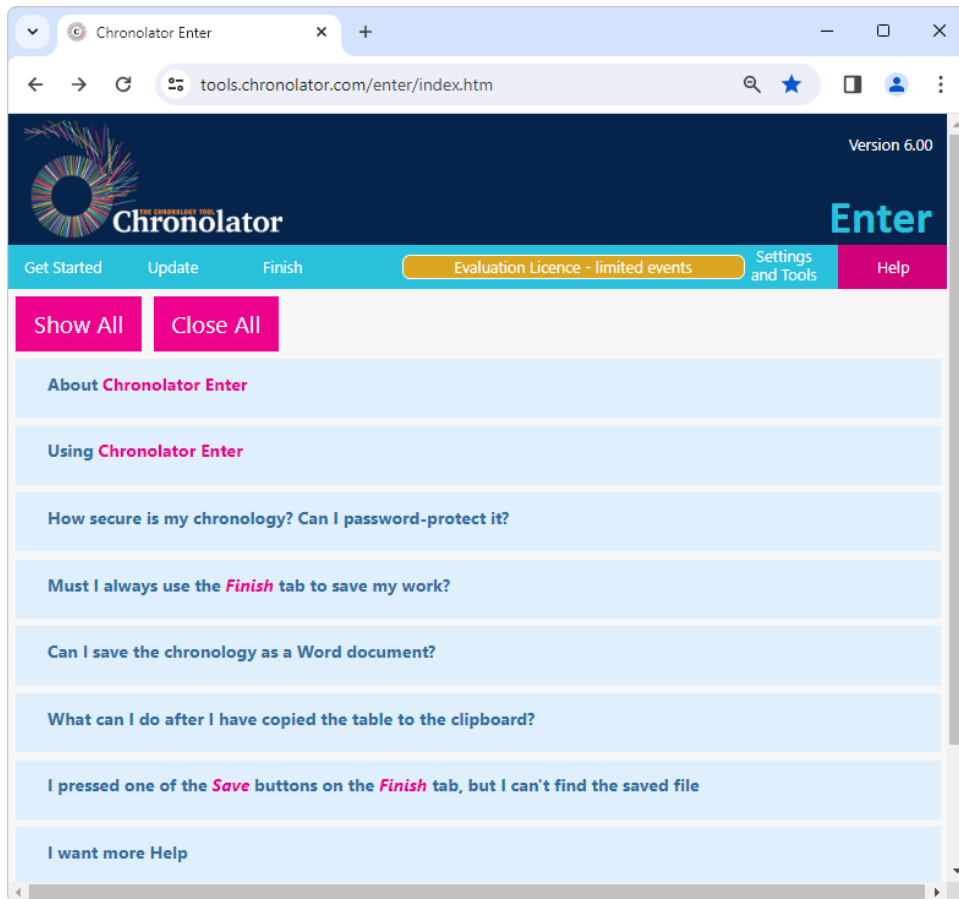 Chronolator Enter
tools.chronolator.com/enter/index.htm
Version 6.00
THE CHRONOLOGY TOOL
Chronolator
Enter
Get Started Update Finish Evaluation Licence - limited events Settings and Tools Help
Show All Close All
About Chronolator Enter
Using Chronolator Enter
How secure is my chronology? Can I password-protect it?
Must I always use the Finish tab to save my work?
Can I save the chronology as a Word document?
What can I do after I have copied the table to the clipboard?
I pressed one of the Save buttons on the Finish tab, but I can't find the saved file
I want more Help